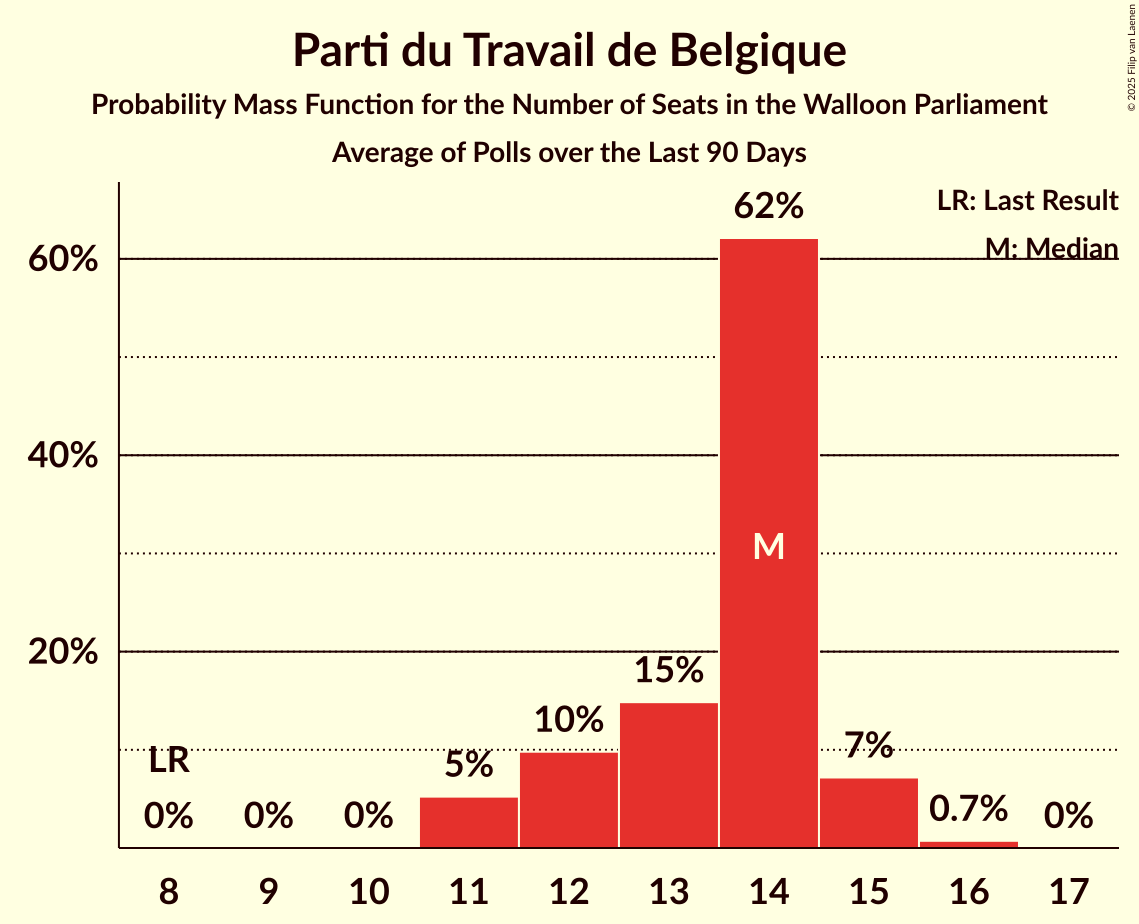 Parti du Travail de Belgique
Probability Mass Function for the Number of Seats in the Walloon Parliament
Average of Polls over the Last 90 Days
© 2025 Filip van Laenen
LR: Last Result
M: Median
60%
40%
20%
LR
0%
0%
0%
5%
10%
15%
62%
M
7%
0.7%
0%
8
9
10
11
12
13
14
15
16
17